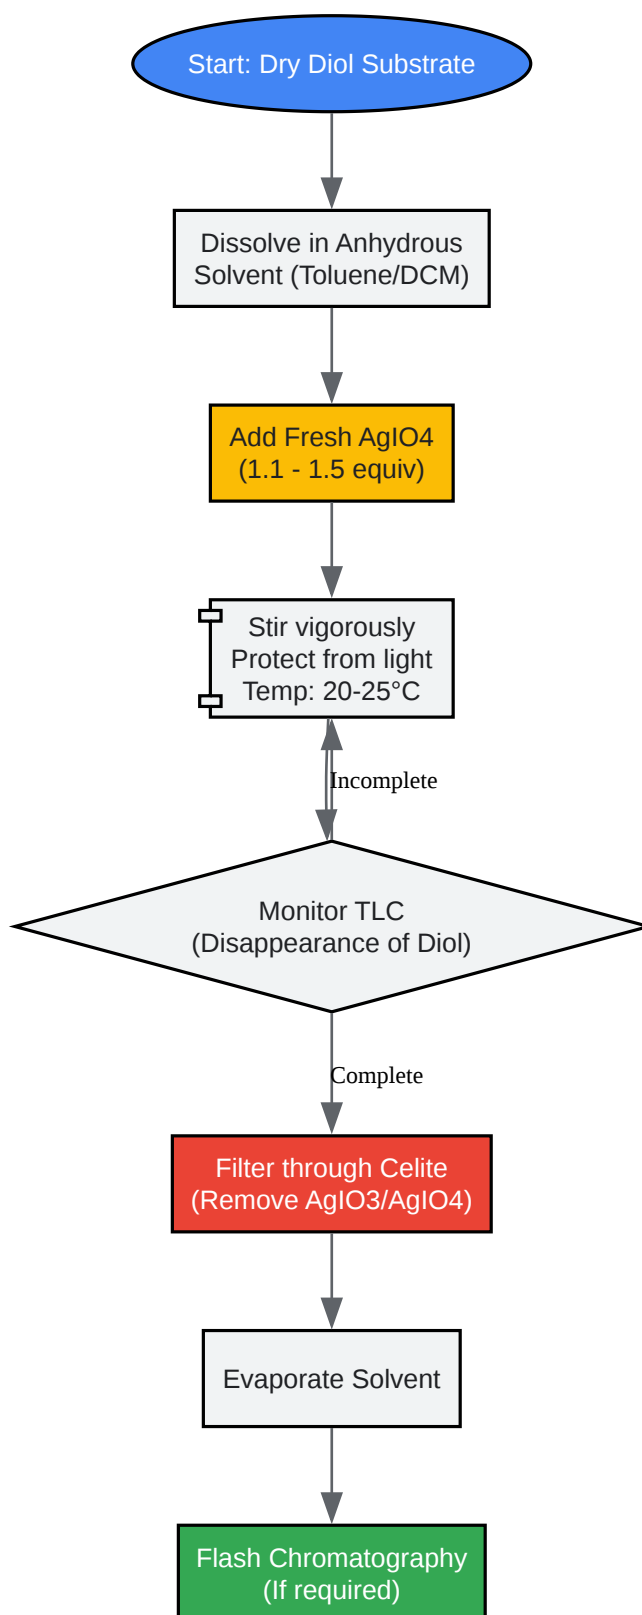 Start: Dry Diol Substrate
Dissolve in Anhydrous
Solvent (Toluene/DCM)
Add Fresh AgIO4
(1.1 - 1.5 equiv)
Stir vigorously
Protect from light
Temp: 20-25°C
Incomplete
Monitor TLC
(Disappearance of Diol)
Complete
Filter through Celite
(Remove AgIO3/AgIO4)
Evaporate Solvent
Flash Chromatography
(If required)